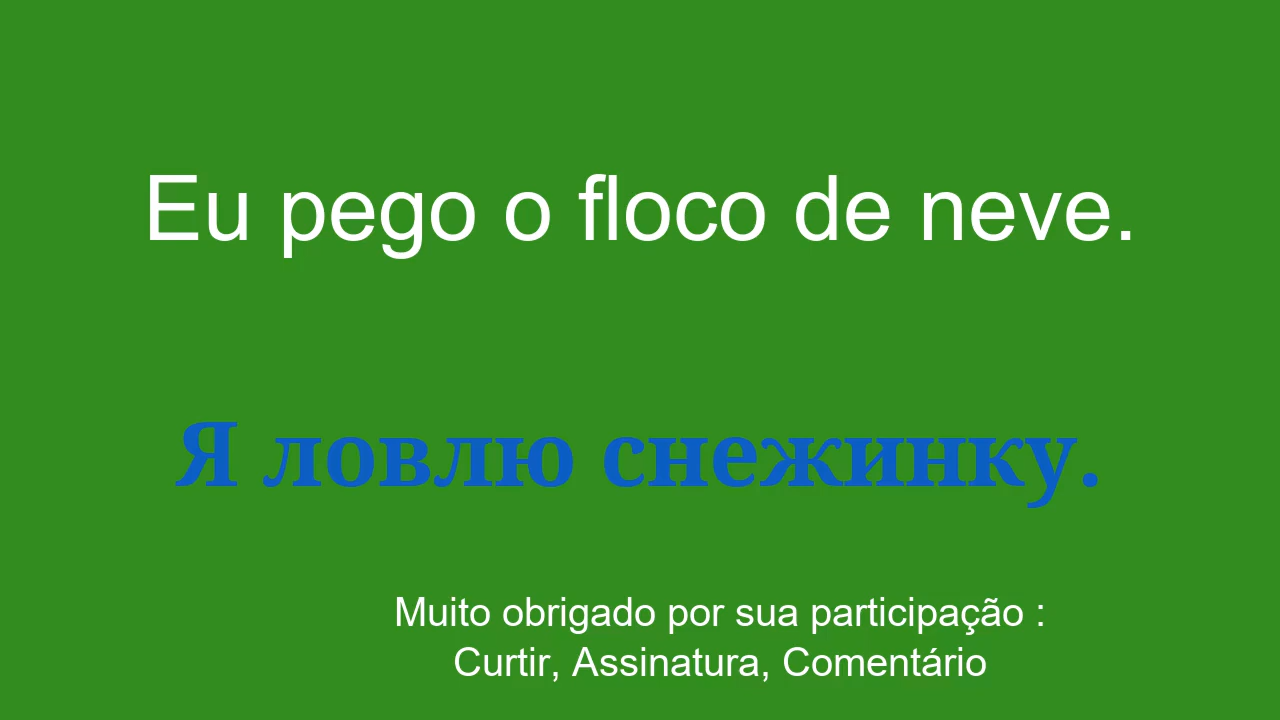 Eu pego o floco de neve.
Я ловлю снежинку.
Muito obrigado por sua participação :
Curtir, Assinatura, Comentário